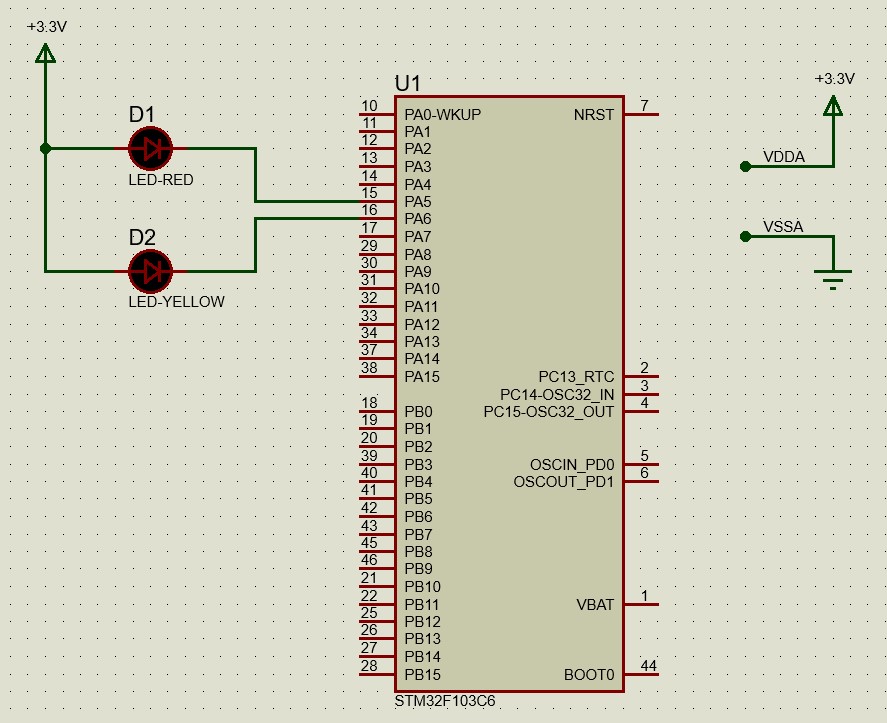 +3.3V
D1
LED-RED
D2
LED-YELLOW
U1
10 PA0-WKUP
11 PA1
12 PA2
13 PA3
14 PA4
15 PA5
16 PA6
17 PA7
29 PA8
30 PA9
31 PA10
32 PA11
33 PA12
34 PA13
37 PA14
38 PA15
18 PB0
19 PB1
20 PB2
39 PB3
40 PB4
41 PB5
42 PB6
43 PB7
45 PB8
46 PB9
21 PB10
22 PB11
25 PB12
26 PB13
27 PB14
28 PB15
NRST 7
PC13_RTC 2
PC14-OSC32_IN 3
PC15-OSC32_OUT 4
OSCIN_PD0 5
OSCOUT_PD1 6
VBAT 1
BOOT0 44
STM32F103C6
+3.3V
VDDA
VSSA